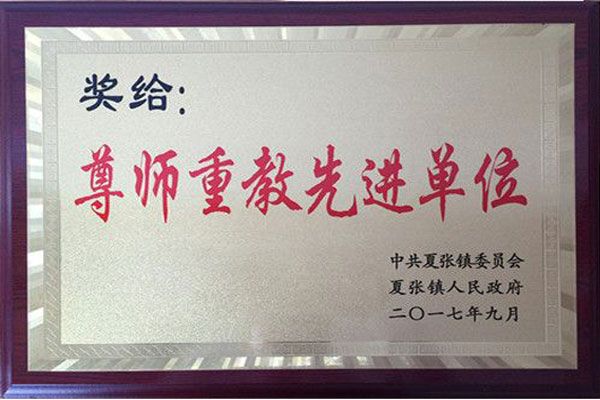 奖给：
尊师重教先进单位
中共夏张镇委员会
夏张镇人民政府
二〇一七年九月